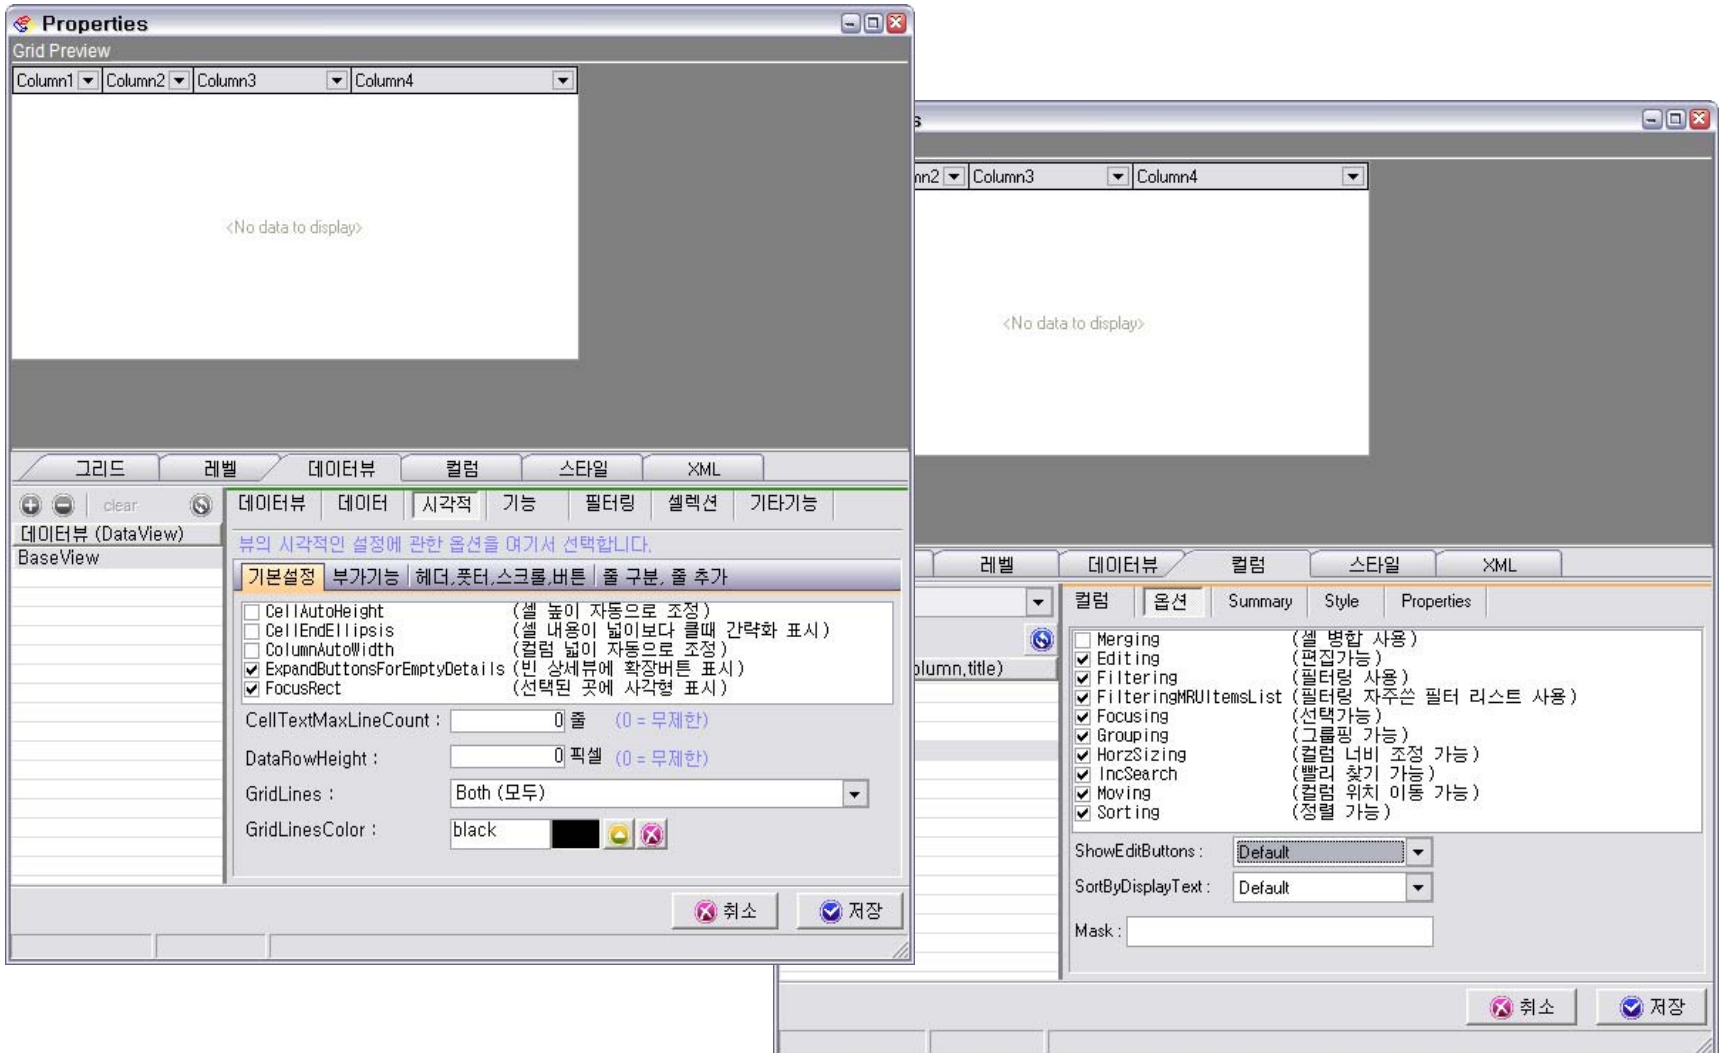 Properties
Grid Preview
Column1 Column2 Column3 Column4
<No data to display>
그리드 레벨 데이터뷰 컬럼 스타일 XML
clear
데이터뷰 (DataView)
BaseView
데이터뷰 데이터 시각적 기능 필터링 셀렉션 기타기능
뷰의 시각적인 설정에 관한 옵션을 여기서 선택합니다.
기본설정 부가기능 헤더,풋터,스크롤,버튼 줄 구분, 줄 추가
CellAutoHeight (셀 높이 자동으로 조정)
CellEndEllipsis (셀 내용이 넓이보다 클때 간략화 표시)
ColumnAutoWidth (컬럼 넓이 자동으로 조정)
ExpandButtonsForEmptyDetails (빈 상세뷰에 확장버튼 표시)
FocusRect (선택된 곳에 사각형 표시)
CellTextMaxLineCount : 0 줄 (0 = 무제한)
DataRowHeight : 0 픽셀 (0 = 무제한)
GridLines : Both (모두)
GridLinesColor : black
취소 저장
s
mn2 Column3 Column4
<No data to display>
레벨 데이터뷰 컬럼 스타일 XML
olumn,title)
컬럼 옵션 Summary Style Properties
Merging (셀 병합 사용)
Editing (편집가능)
Filtering (필터링 사용)
FilteringMRUItemsList (필터링 자주쓴 필터 리스트 사용)
Focusing (선택가능)
Grouping (그룹핑 가능)
HorzSizing (컬럼 너비 조정 가능)
IncSearch (빨리 찾기 가능)
Moving (컬럼 위치 이동 가능)
Sorting (정렬 가능)
ShowEditButtons : Default
SortByDisplayText : Default
Mask :
취소 저장